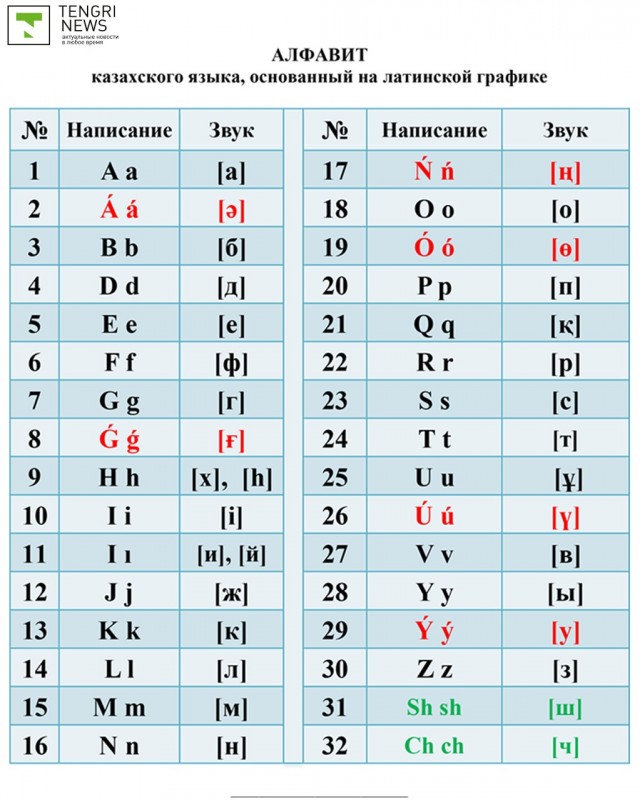 TENGRI
NEWS
актуальные новости
в любое время
АЛФАВИТ
казахского языка, основанный на латинской графике
№ Написание Звук № Написание Звук
1 A a [а] 17 Ń ń [ң]
2 Á á [ә] 18 O o [о]
3 B b [б] 19 Ó ó [ө]
4 D d [д] 20 P p [п]
5 E e [е] 21 Q q [қ]
6 F f [ф] 22 R r [р]
7 G g [г] 23 S s [с]
8 Ǵ ǵ [ғ] 24 T t [т]
9 H h [х], [һ] 25 U u [ұ]
10 I i [і] 26 Ú ú [ү]
11 I ı [и], [й] 27 V v [в]
12 J j [ж] 28 Y y [ы]
13 K k [к] 29 Ý ý [у]
14 L l [л] 30 Z z [з]
15 M m [м] 31 Sh sh [ш]
16 N n [н] 32 Ch ch [ч]